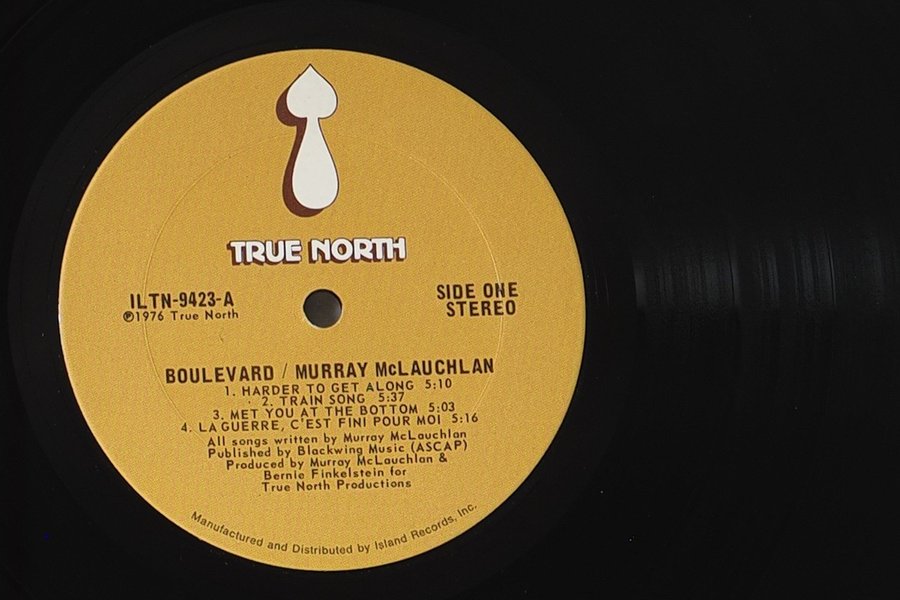 TRUE NORTH
ILTN-9423-A
℗1976 True North
SIDE ONE
STEREO
BOULEVARD / MURRAY McLAUCHLAN
1. HARDER TO GET ALONG 5:10
2. TRAIN SONG 5:37
3. MET YOU AT THE BOTTOM 5:03
4. LA GUERRE, C'EST FINI POUR MOI 5:16
All songs written by Murray McLauchlan
Published by Blackwing Music (ASCAP)
Produced by Murray McLauchlan &
Bernie Finkelstein for
True North Productions
Manufactured and Distributed by Island Records, Inc.